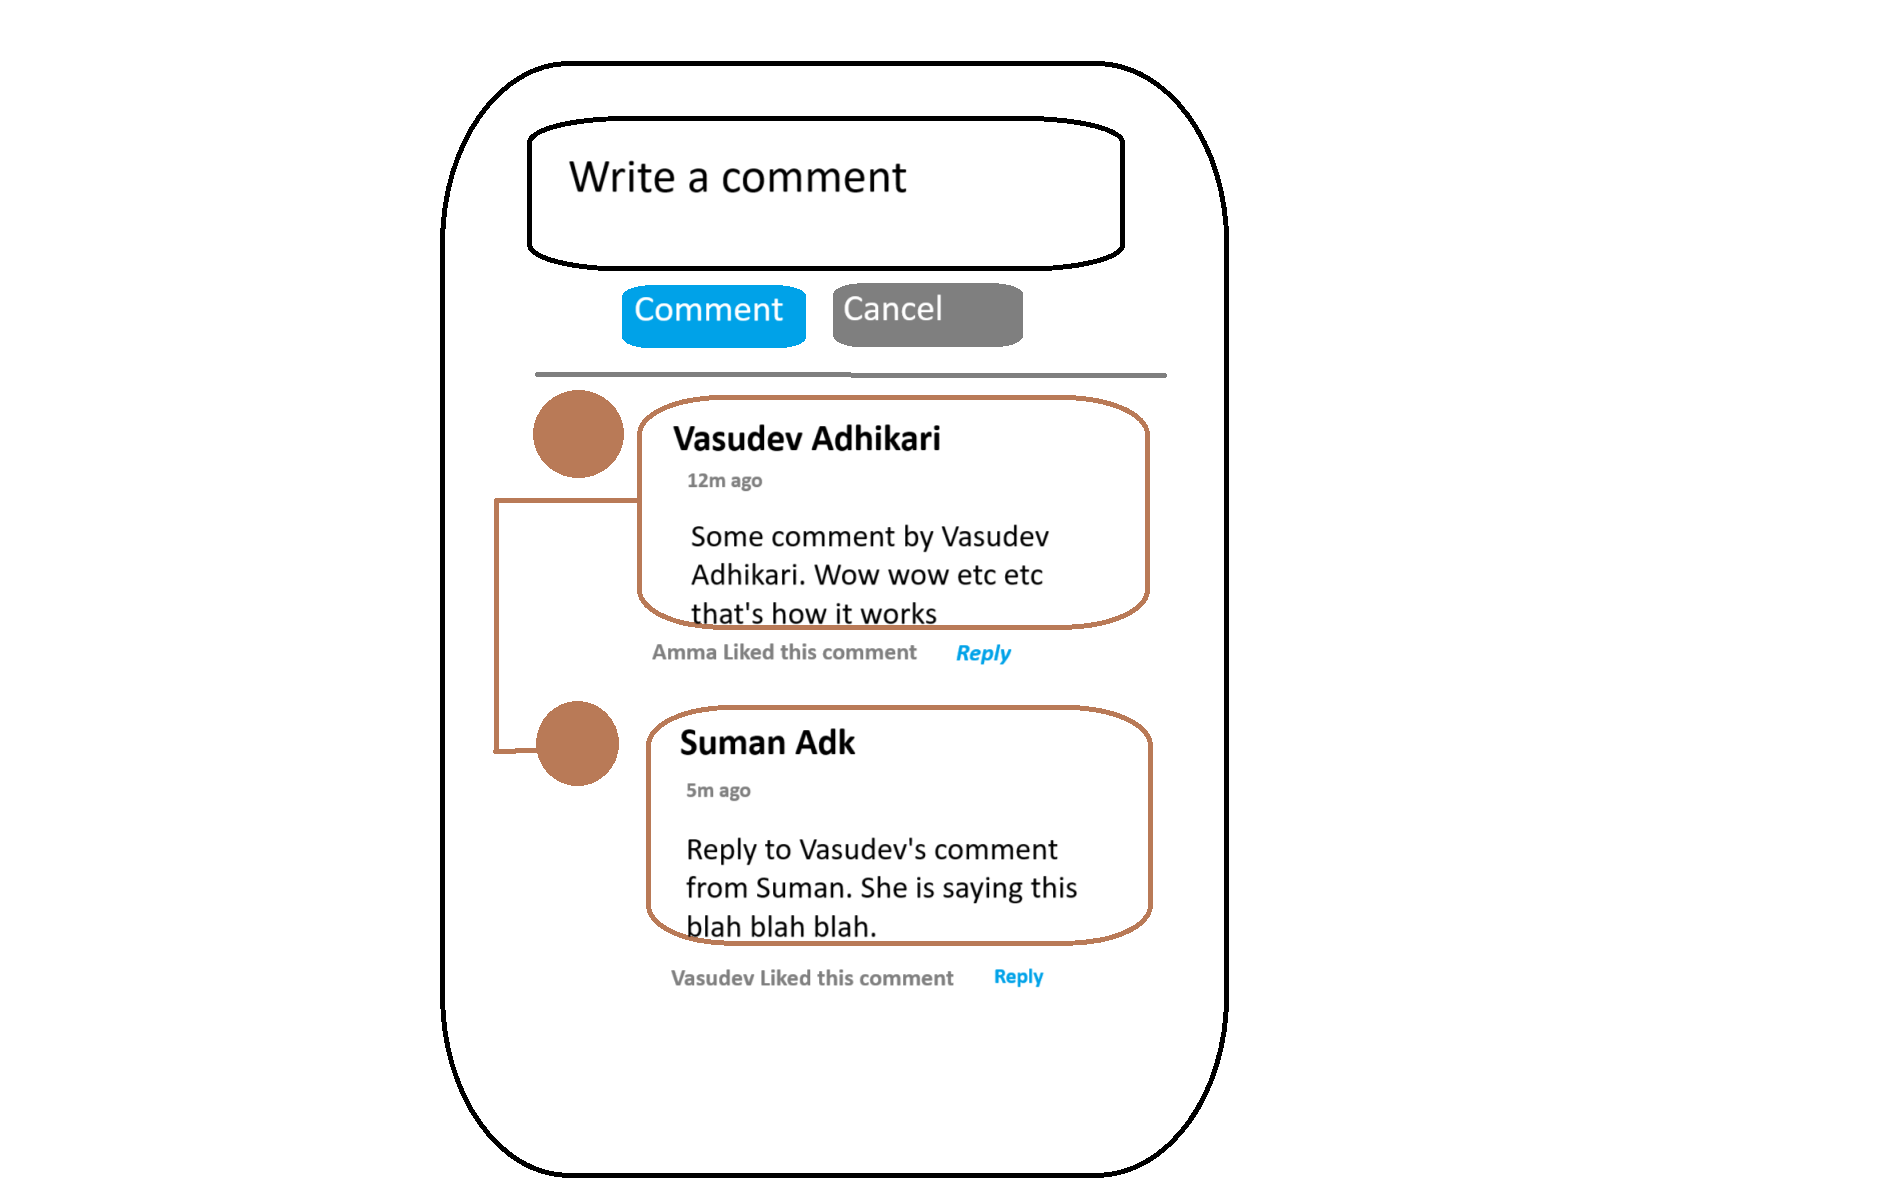 Write a comment
Comment Cancel
Vasudev Adhikari
12m ago
Some comment by Vasudev
Adhikari. Wow wow etc etc
that's how it works
Amma Liked this comment Reply
Suman Adk
5m ago
Reply to Vasudev's comment
from Suman. She is saying this
blah blah blah.
Vasudev Liked this comment Reply